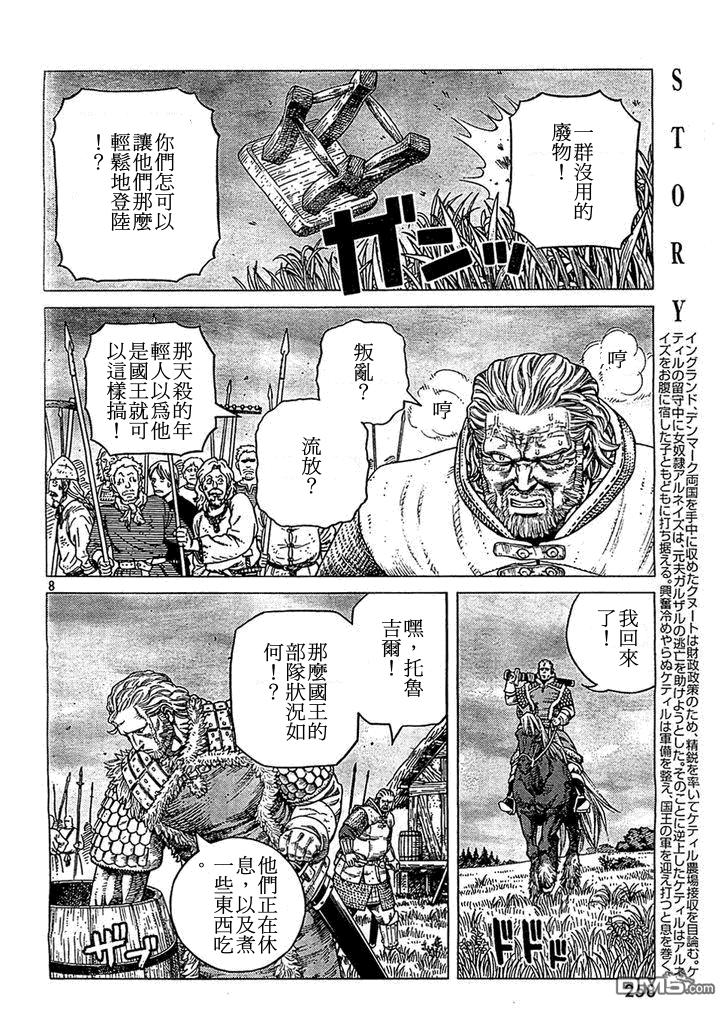 STORY
イングランド、デンマーク両国を手中に収めたクヌートは財政政策のため、精鋭を率いてケティル農場接収を目論む。ケ
ティルの留守中に女奴隷アルネイズは、元夫ガルザルの逃亡を助けようとした。そのことに逆上したケティルはアルネ
イズをお腹に宿した子どもともに打ち据える。興奮冷めやらぬケティルは軍備を整え、国王の軍を迎え打つと息を巻く
一群沒用的
廢物！
你們怎可以
讓他們那麼
輕鬆地登陸
！？
ザンッ
哼
哼
叛亂？
流放？
那天殺的年
輕人以爲他
是國王就可
以這樣搞！
8
我回來
了！
ドドドド
嘿，托魯
吉爾！
那麼國王的
部隊狀況如
何！？
他們正在休
息，以及煮
一些東西吃
。
ザブ
250
DM5.com